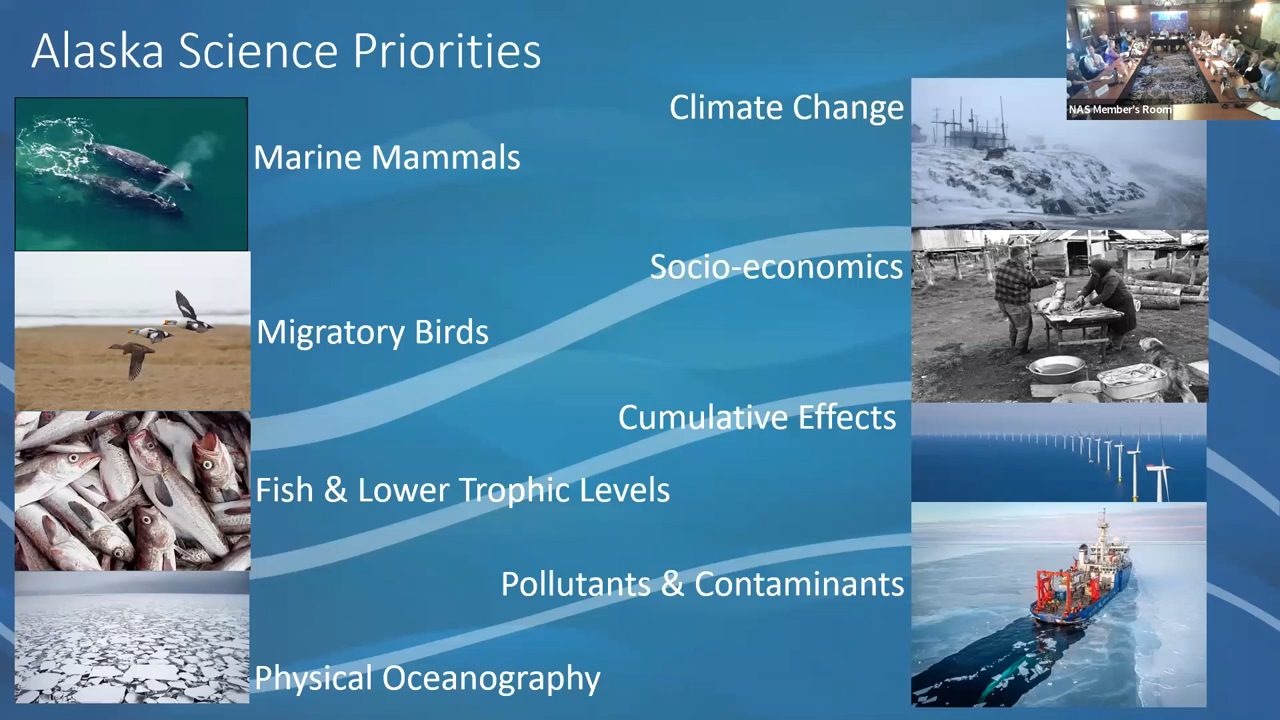 Alaska Science Priorities
NAS Member's Room
Climate Change
Marine Mammals
Socio-economics
Migratory Birds
Cumulative Effects
Fish & Lower Trophic Levels
Pollutants & Contaminants
Physical Oceanography